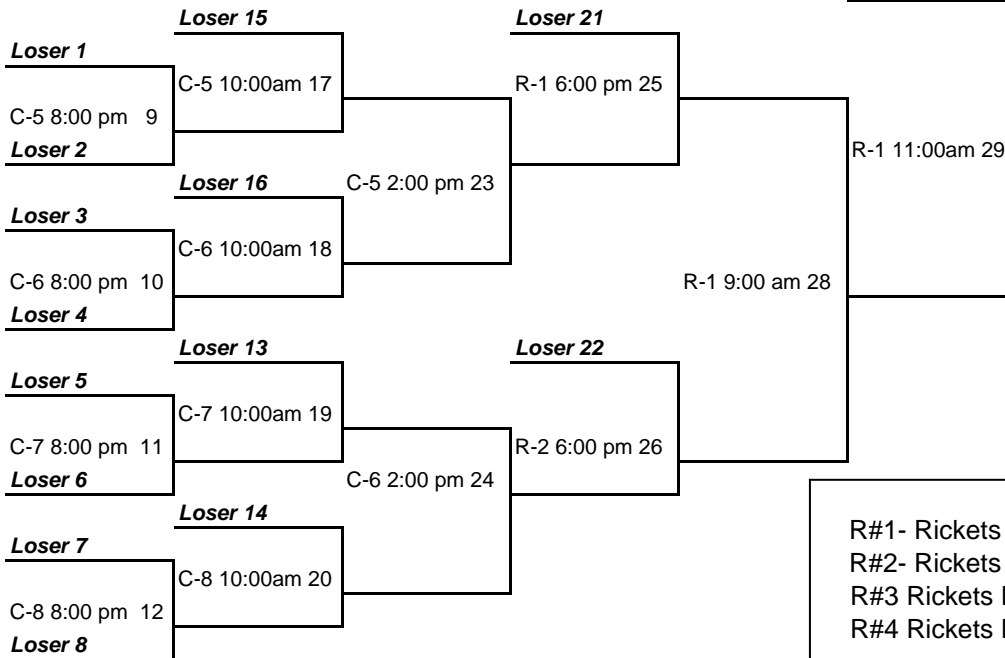 Loser 15
Loser 21
Loser 1
C-5 10:00am 17
R-1 6:00 pm 25
C-5 8:00 pm 9
Loser 2
R-1 11:00am 29
Loser 16
C-5 2:00 pm 23
Loser 3
C-6 10:00am 18
C-6 8:00 pm 10
R-1 9:00 am 28
Loser 4
Loser 13
Loser 22
Loser 5
C-7 10:00am 19
C-7 8:00 pm 11
R-2 6:00 pm 26
Loser 6
C-6 2:00 pm 24
Loser 14
R#1- Rickets
Loser 7
R#2- Rickets
C-8 10:00am 20
R#3 Rickets
C-8 8:00 pm 12
R#4 Rickets
Loser 8